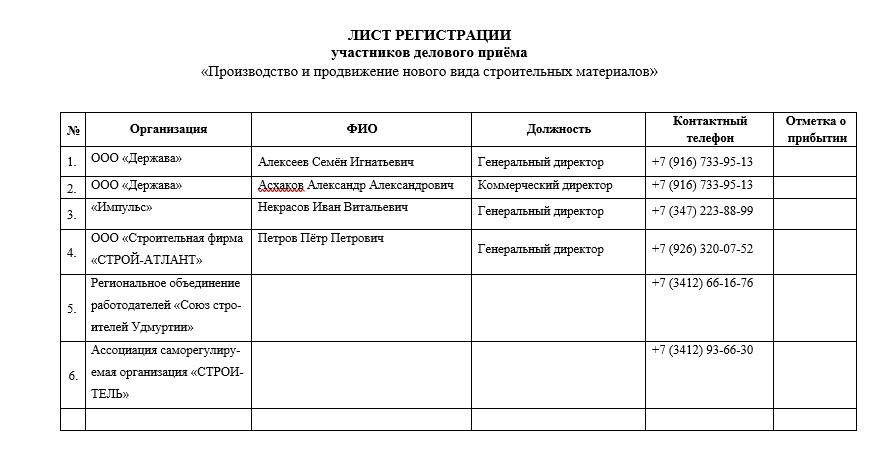 ЛИСТ РЕГИСТРАЦИИ
участников делового приёма
«Производство и продвижение нового вида строительных материалов»
№ Организация ФИО Должность Контактный телефон Отметка о прибытии
1. ООО «Держава» Алексеев Семён Игнатьевич Генеральный директор +7 (916) 733-95-13
2. ООО «Держава» Асхаков Александр Александрович Коммерческий директор +7 (916) 733-95-13
3. «Импульс» Некрасов Иван Витальевич Генеральный директор +7 (347) 223-88-99
4. ООО «Строительная фирма
«СТРОЙ-АТЛАНТ» Петров Пётр Петрович Генеральный директор +7 (926) 320-07-52
5. Региональное объединение
работодателей «Союз стро-
ителей Удмуртии» +7 (3412) 66-16-76
6. Ассоциация саморегулиру-
емая организация «СТРОИ-
ТЕЛЬ» +7 (3412) 93-66-30